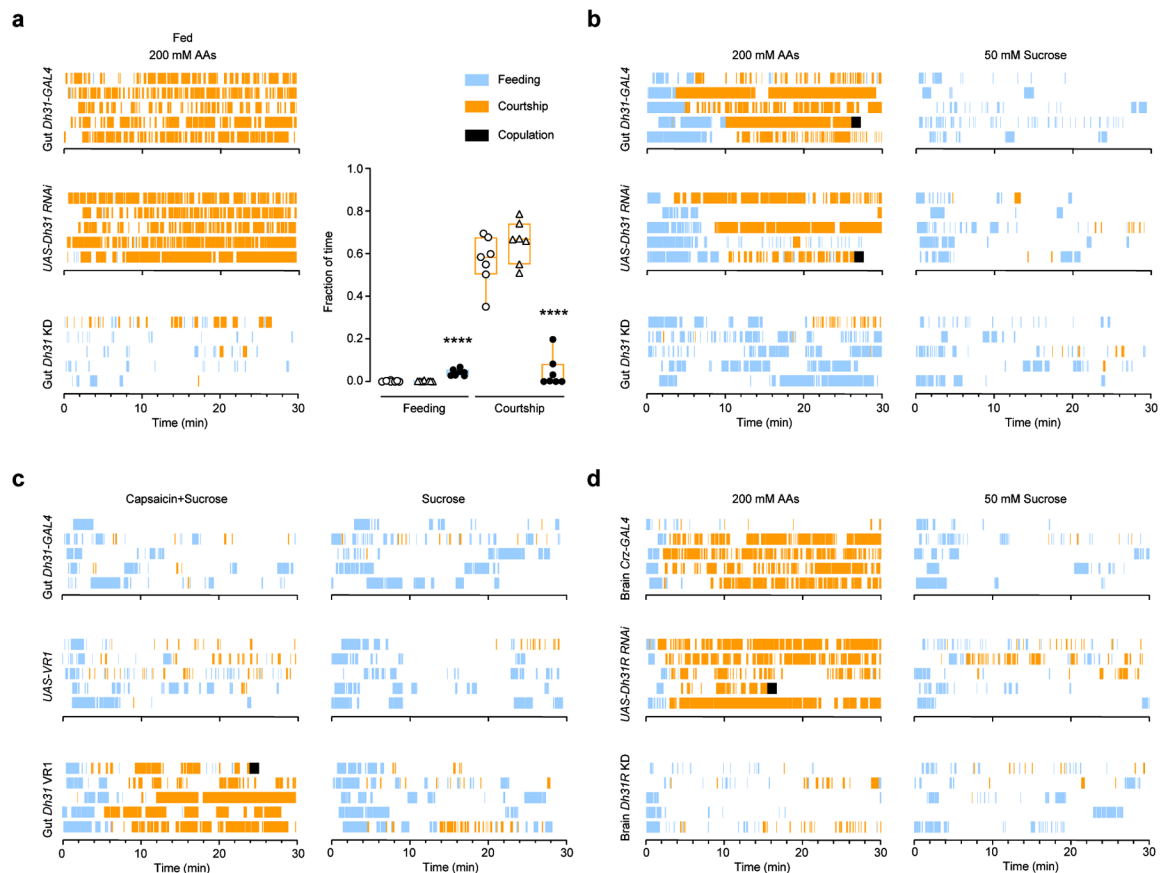 a
Fed
200 mM AAs
Gut Dh31-GAL4
UAS-Dh31 RNAi
Gut Dh31 KD
0
10
20
30
Time (min)
Feeding
Courtship
Copulation
Fraction of time
1.0
0.8
0.6
0.4
0.2
0.0
****
****
Feeding
Courtship
b
200 mM AAs
50 mM Sucrose
Gut Dh31-GAL4
UAS-Dh31 RNAi
Gut Dh31 KD
0
10
20
30
0
10
20
30
Time (min)
Time (min)
c
Capsaicin+Sucrose
Sucrose
Gut Dh31-GAL4
UAS-VR1
Gut Dh31 VR1
0
10
20
30
0
10
20
30
Time (min)
Time (min)
d
200 mM AAs
50 mM Sucrose
Brain Crz-GAL4
UAS-Dh31R RNAi
Brain Dh31R KD
0
10
20
30
0
10
20
30
Time (min)
Time (min)